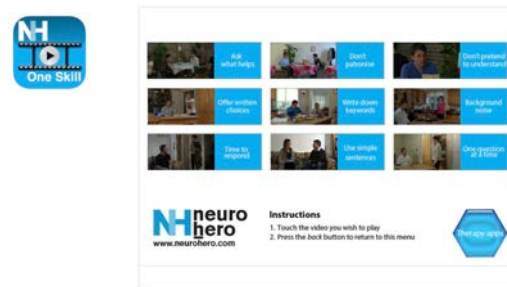 NH
One Skill
Ask
what helps
Don't
patronise
Don't pretend
to understand
Offer written
choices
Write down
keywords
Background
noise
Time to
respond
Use simple
sentences
One question
at a time
NH neuro
hero
www.neurohero.com
Instructions
1. Touch the video you wish to play
2. Press the back button to return to this menu
Therapy apps